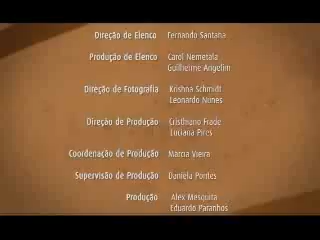 Direção de Elenco Fernando Santana
Produção de Elenco Carol Nemetala
Guilherme Angelim
Direção de Fotografia Krishna Schmidt
Leonardo Nunes
Direção de Produção Cristhiano Frade
Luciana Pires
Coordenação de Produção Márcia Vieira
Supervisão de Produção Daniela Pontes
Produção Alex Mesquita
Eduardo Paranhos